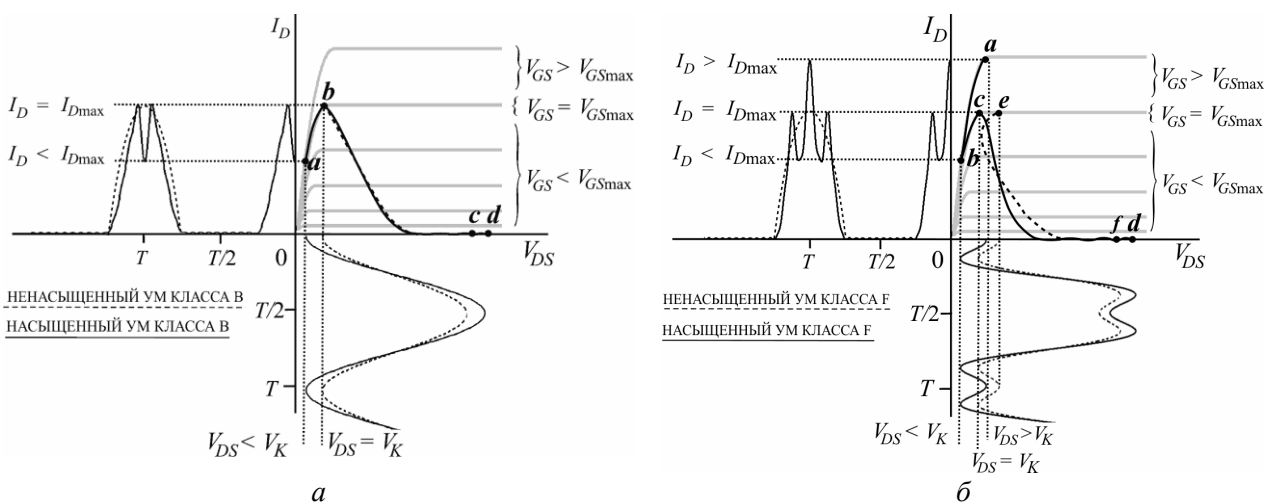 I_D
V_GS > V_GSmax
b
I_D = I_Dmax
V_GS = V_GSmax
I_D < I_Dmax
a
V_GS < V_GSmax
c d
T T/2 0 V_DS
НЕНАСЫЩЕННЫЙ УМ КЛАССА В
T/2
НАСЫЩЕННЫЙ УМ КЛАССА В
T
V_DS < V_K V_DS = V_K
а
I_D
a
I_D > I_Dmax
V_GS > V_GSmax
I_D = I_Dmax
c e
V_GS = V_GSmax
I_D < I_Dmax
b
V_GS < V_GSmax
f d
T T/2 0 V_DS
НЕНАСЫЩЕННЫЙ УМ КЛАССА F
T/2
НАСЫЩЕННЫЙ УМ КЛАССА F
T
V_DS < V_K V_DS > V_K
V_DS = V_K
б